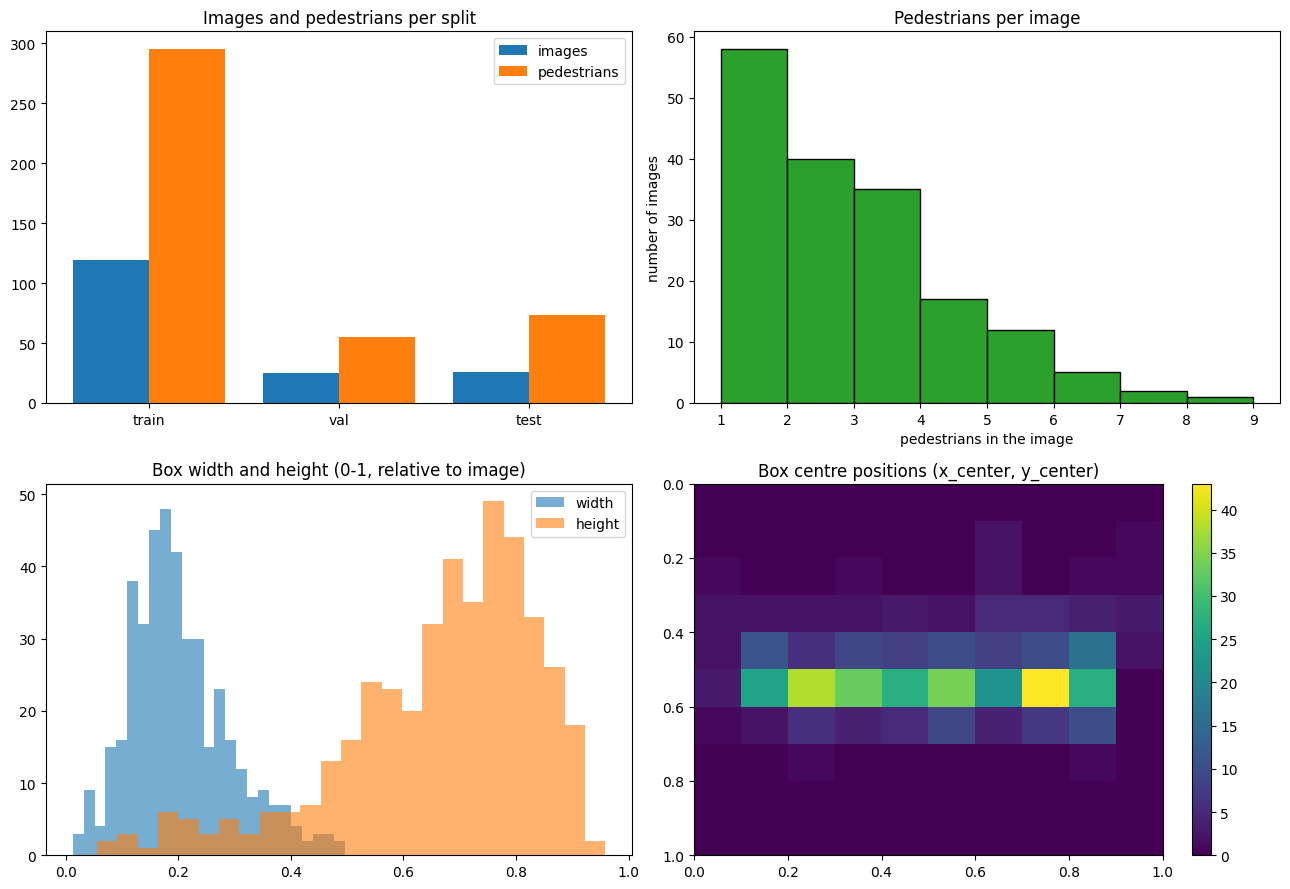 Images and pedestrians per split
images
pedestrians
300
250
200
150
100
50
0
train val test
Pedestrians per image
number of images
60
50
40
30
20
10
0
1 2 3 4 5 6 7 8 9
pedestrians in the image
Box width and height (0-1, relative to image)
width
height
50
40
30
20
10
0
0.0 0.2 0.4 0.6 0.8 1.0
Box centre positions (x_center, y_center)
0.0
0.2
0.4
0.6
0.8
1.0
0.0 0.2 0.4 0.6 0.8 1.0
40
35
30
25
20
15
10
5
0